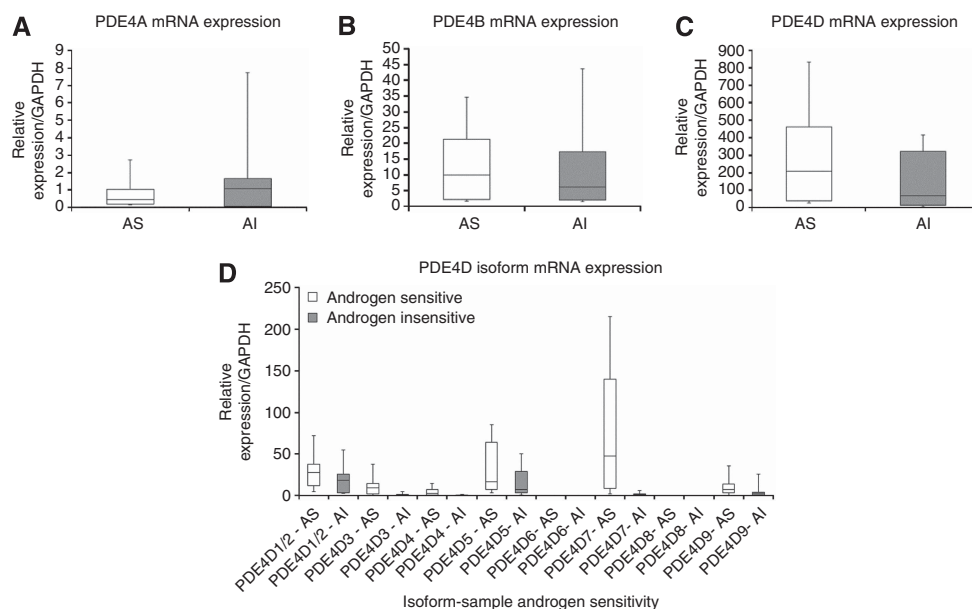 A
PDE4A mRNA expression
Relative
expression/GAPDH
9
8
7
6
5
4
3
2
1
0
AS
AI
B
PDE4B mRNA expression
Relative
expression/GAPDH
50
45
40
35
30
25
20
15
10
5
0
AS
AI
C
PDE4D mRNA expression
Relative
expression/GAPDH
900
800
700
600
500
400
300
200
100
0
AS
AI
D
PDE4D isoform mRNA expression
Androgen sensitive
Androgen insensitive
Relative
expression/GAPDH
250
200
150
100
50
0
PDE4D1/2 - AS
PDE4D1/2 - AI
PDE4D3 - AS
PDE4D3 - AI
PDE4D4 - AS
PDE4D4 - AI
PDE4D5 - AS
PDE4D5- AI
PDE4D6- AS
PDE4D6- AI
PDE4D7- AS
PDE4D7- AI
PDE4D8- AS
PDE4D8- AI
PDE4D9- AS
PDE4D9- AI
Isoform-sample androgen sensitivity